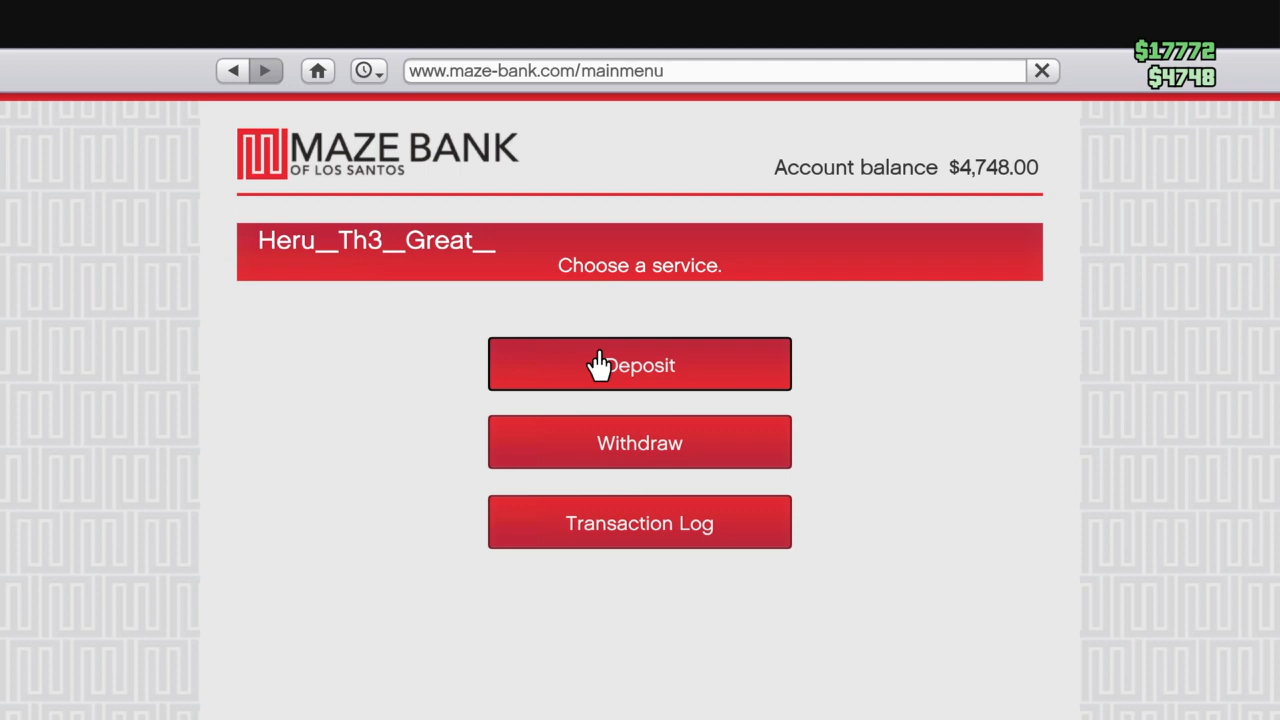 $17772
www.maze-bank.com/mainmenu
$4748
MAZE BANK
OF LOS SANTOS
Account balance $4,748.00
Heru__Th3__Great__
Choose a service.
Deposit
Withdraw
Transaction Log